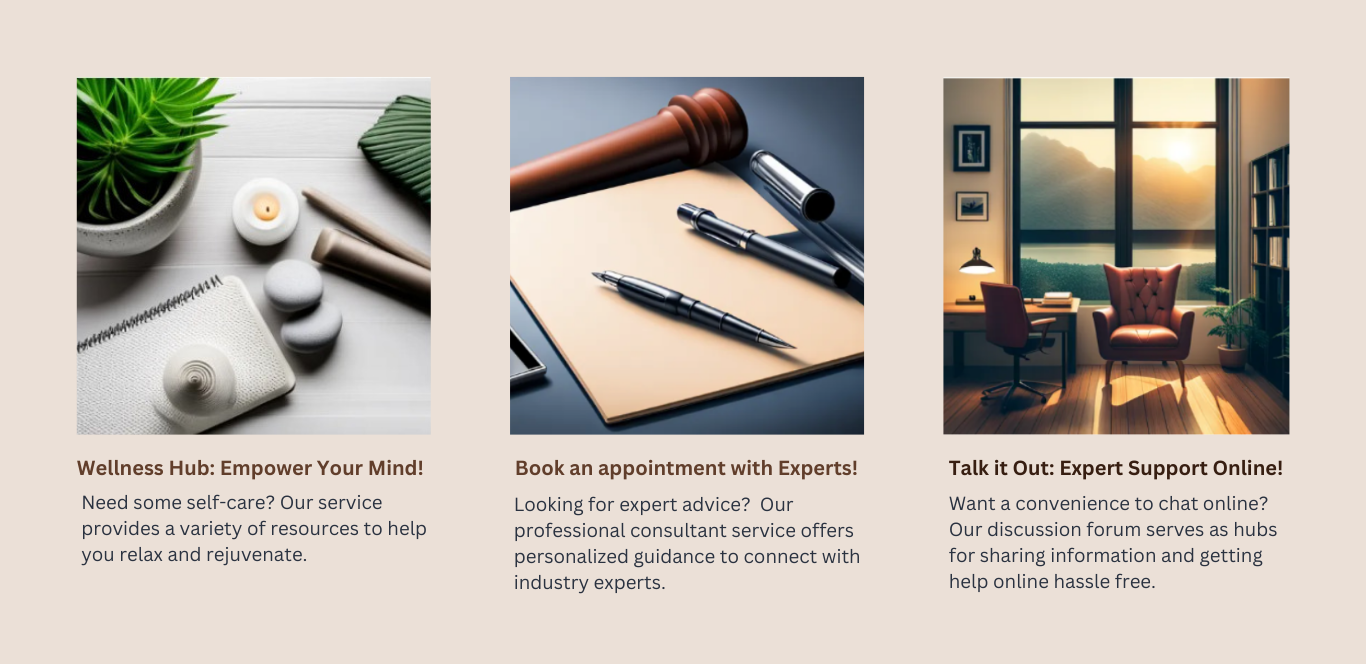 Wellness Hub: Empower Your Mind!
Need some self-care? Our service
provides a variety of resources to help
you relax and rejuvenate.
Book an appointment with Experts!
Looking for expert advice?  Our
professional consultant service offers
personalized guidance to connect with
industry experts.
Talk it Out: Expert Support Online!
Want a convenience to chat online?
Our discussion forum serves as hubs
for sharing information and getting
help online hassle free.